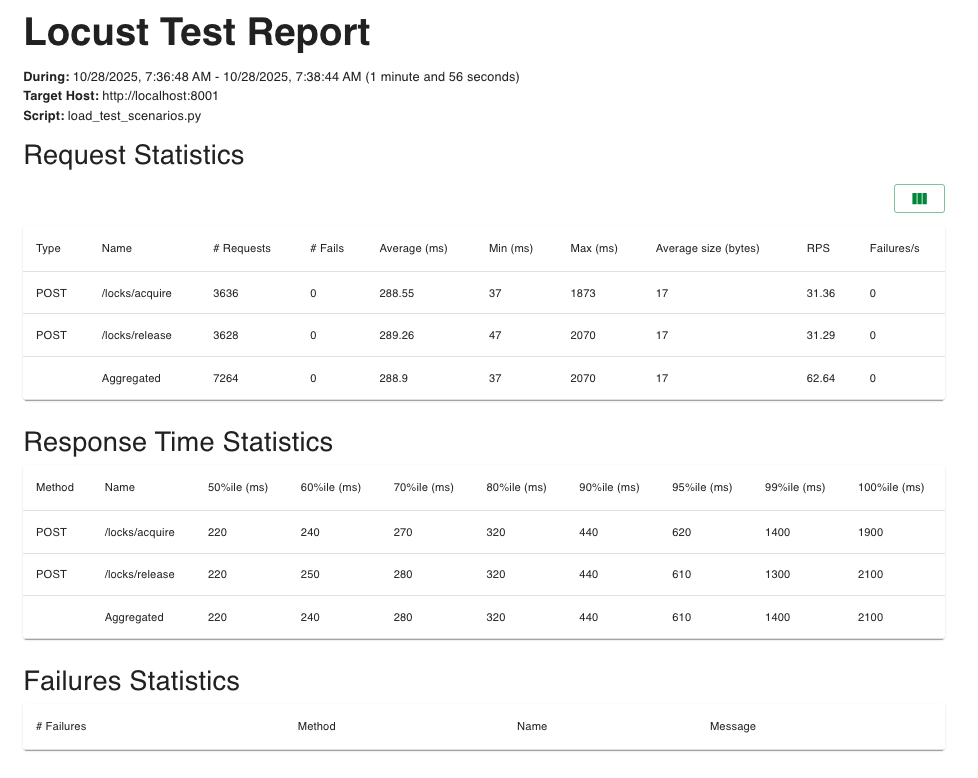 Locust Test Report
During: 10/28/2025, 7:36:48 AM - 10/28/2025, 7:38:44 AM (1 minute and 56 seconds)
Target Host: http://localhost:8001
Script: load_test_scenarios.py
Request Statistics
Type Name # Requests # Fails Average (ms) Min (ms) Max (ms) Average size (bytes) RPS Failures/s
POST /locks/acquire 3636 0 288.55 37 1873 17 31.36 0
POST /locks/release 3628 0 289.26 47 2070 17 31.29 0
Aggregated 7264 0 288.9 37 2070 17 62.64 0
Response Time Statistics
Method Name 50%ile (ms) 60%ile (ms) 70%ile (ms) 80%ile (ms) 90%ile (ms) 95%ile (ms) 99%ile (ms) 100%ile (ms)
POST /locks/acquire 220 240 270 320 440 620 1400 1900
POST /locks/release 220 250 280 320 440 610 1300 2100
Aggregated 220 240 280 320 440 610 1400 2100
Failures Statistics
# Failures Method Name Message